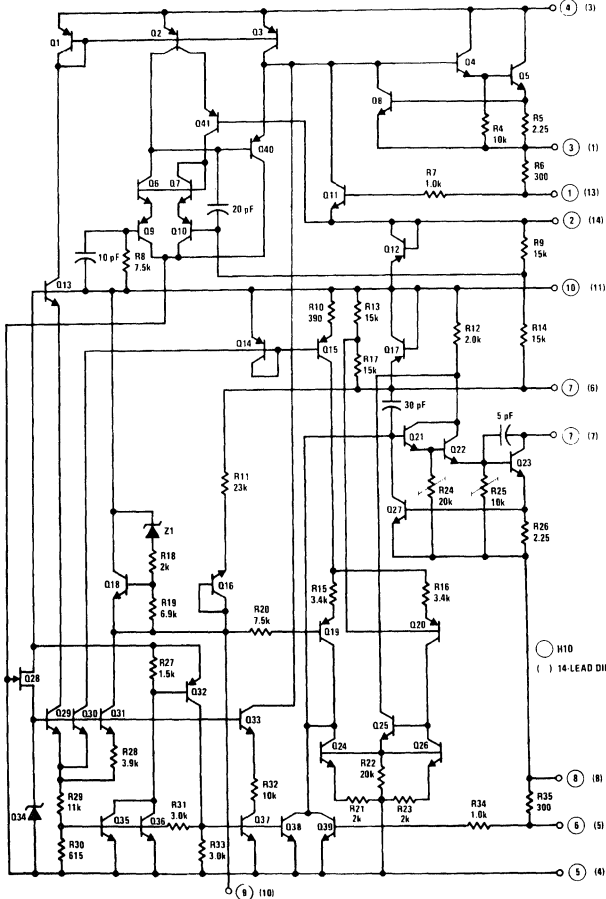 4 (3)
Q1
Q2
Q3
Q4
Q5
Q8
R4
10k
R5
2.25
Q41
3 (1)
Q40
R7
1.0k
R6
300
Q6
Q7
Q11
1 (13)
20 pF
2 (14)
Q9
Q10
Q12
R9
15k
10 pF
R8
7.5k
Q13
10 (11)
R10
390
R13
15k
R12
2.0k
R14
15k
Q14
Q15
Q17
R17
15k
7 (6)
30 pF
5 pF
Q21
Q22
7 (7)
Q23
R11
23k
R24
20k
R25
10k
Z1
Q27
R26
2.25
R18
2k
Q18
Q16
R15
3.4k
R16
3.4k
R19
6.9k
R20
7.5k
Q19
Q20
H10
( ) 14-LEAD DI
Q28
R27
1.5k
Q32
Q29
Q30
Q31
Q33
Q25
R28
3.9k
Q24
Q26
R22
20k
8 (8)
R29
11k
R32
10k
R21
2k
R23
2k
R35
300
Q34
R31
3.0k
R34
1.0k
Q35
Q36
Q37
Q38
Q39
6 (5)
R30
615
R33
3.0k
5 (4)
9 (10)